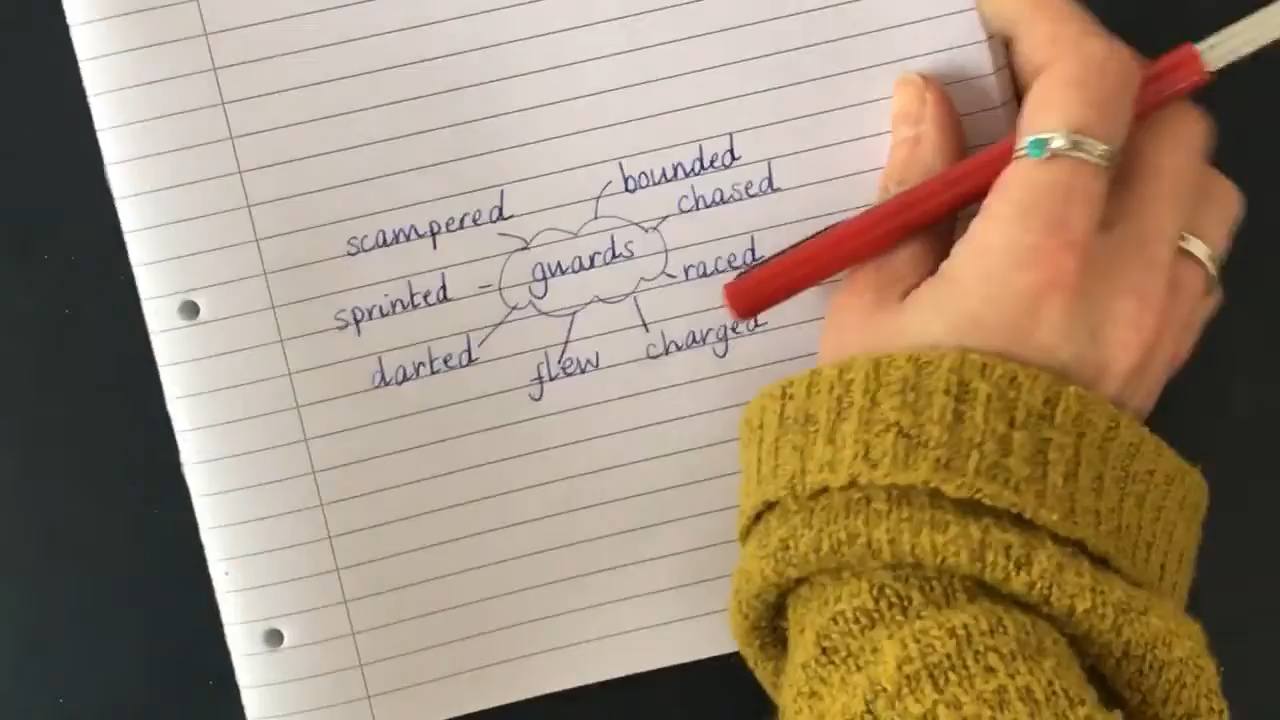 bounded
chased
scampered
guards
raced
sprinted
charged
darted
flew